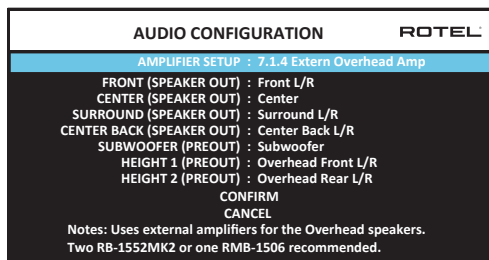 AUDIO CONFIGURATION ROTEL
AMPLIFIER SETUP : 7.1.4 Extern Overhead Amp
FRONT (SPEAKER OUT) : Front L/R
CENTER (SPEAKER OUT) : Center
SURROUND (SPEAKER OUT) : Surround L/R
CENTER BACK (SPEAKER OUT) : Center Back L/R
SUBWOOFER (PREOUT) : Subwoofer
HEIGHT 1 (PREOUT) : Overhead Front L/R
HEIGHT 2 (PREOUT) : Overhead Rear L/R
CONFIRM
CANCEL
Notes: Uses external amplifiers for the Overhead speakers.
Two RB-1552MK2 or one RMB-1506 recommended.